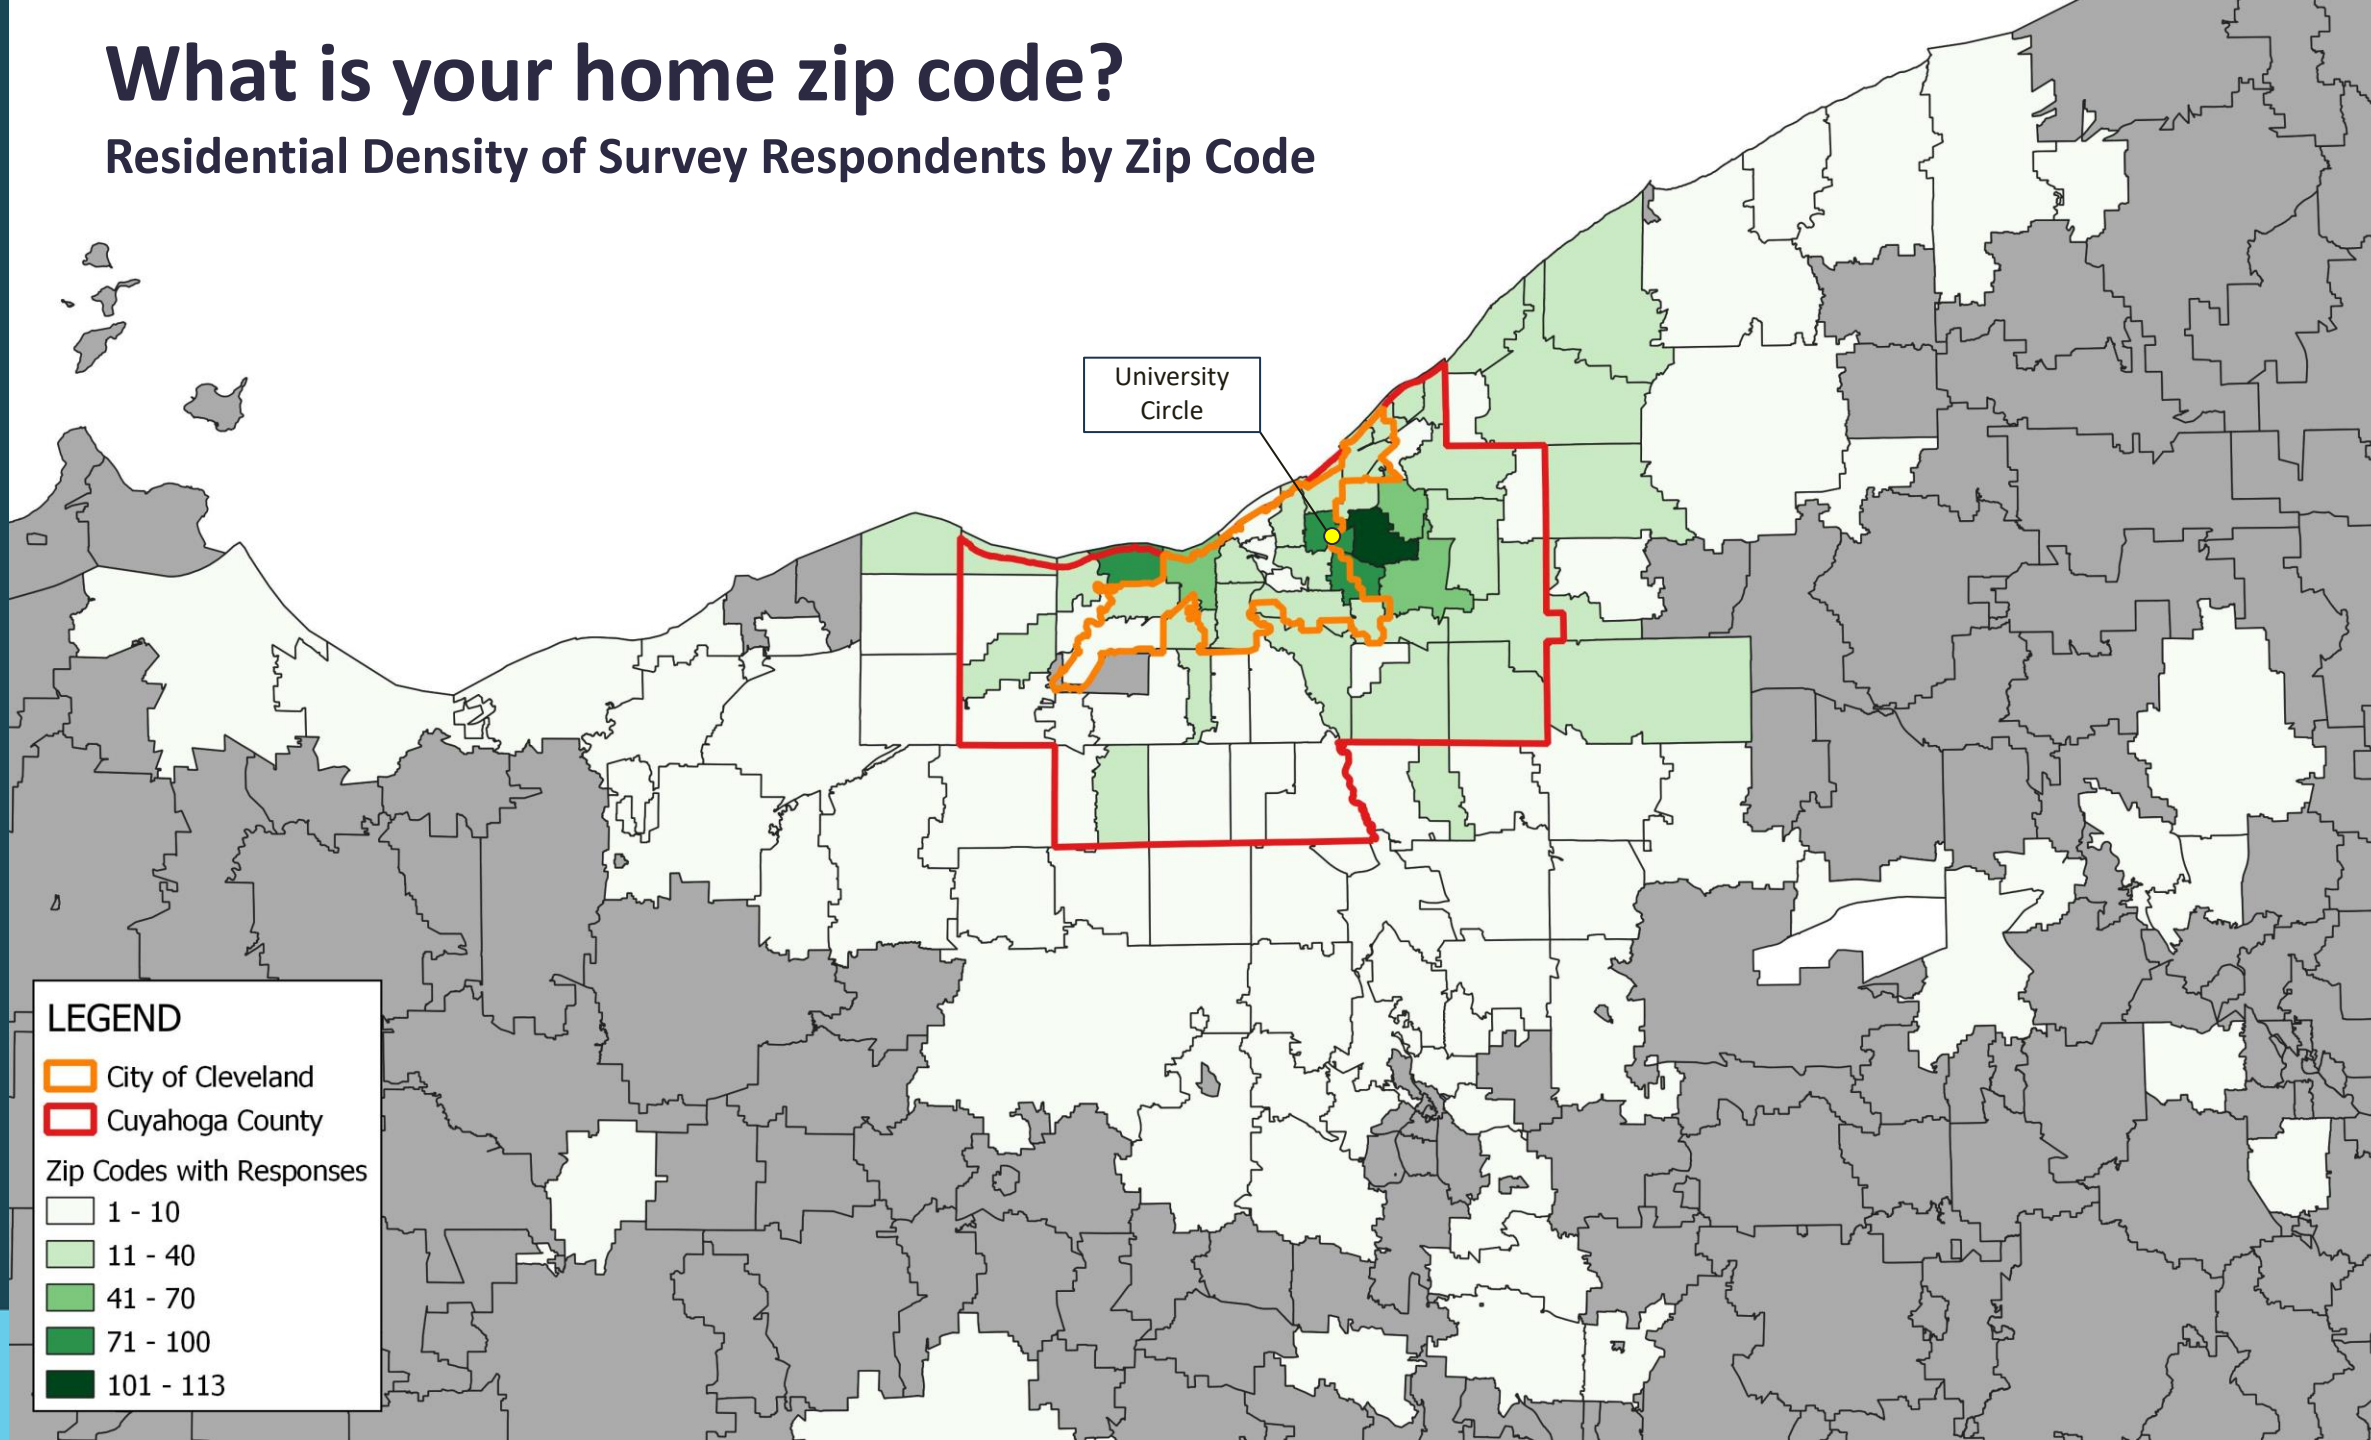 What is your home zip code?
Residential Density of Survey Respondents by Zip Code
University
Circle
LEGEND
City of Cleveland
Cuyahoga County
Zip Codes with Responses
1 - 10
11 - 40
41 - 70
71 - 100
101 - 113